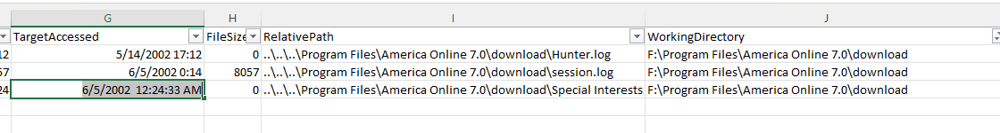 G H I J
TargetAccessed FileSize RelativePath WorkingDirectory
12 5/14/2002 17:12 0 ..\..\..\Program Files\America Online 7.0\download\Hunter.log F:\Program Files\America Online 7.0\download
57 6/5/2002 0:14 8057 ..\..\..\Program Files\America Online 7.0\download\session.log F:\Program Files\America Online 7.0\download
24 6/5/2002 12:24:33 AM 0 ..\..\..\Program Files\America Online 7.0\download\Special Interests F:\Program Files\America Online 7.0\download